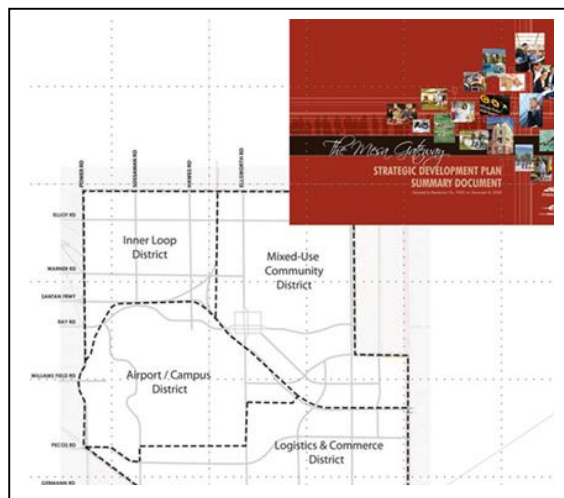 The Mesa Gateway
STRATEGIC DEVELOPMENT PLAN
SUMMARY DOCUMENT
POWER RD
SOSSAMAN RD
HAWES RD
ELLSWORTH RD
ELLIOT RD
Inner Loop
District
Mixed-Use
Community
District
WARNER RD
SANTAN FRWY
RAY RD
WILLIAMS FIELD RD
Airport / Campus
District
PECOS RD
Logistics & Commerce
District
GERMANN RD